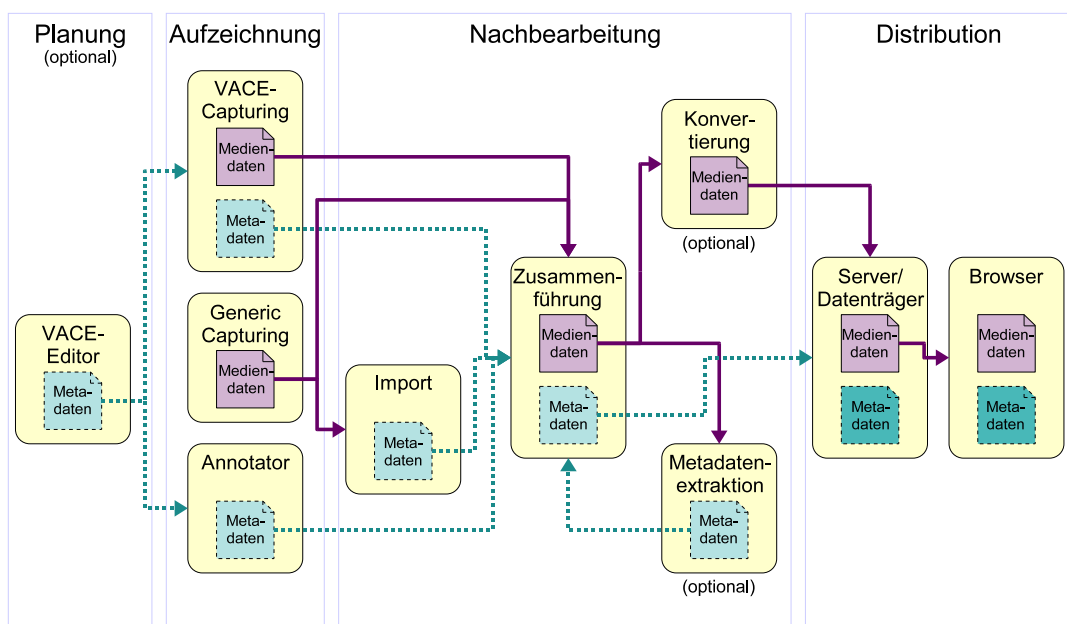 Planung
(optional)
VACE-
Editor
Meta-
daten
Aufzeichnung
VACE-
Capturing
Medien-
daten
Meta-
daten
Generic
Capturing
Medien-
daten
Annotator
Meta-
daten
Nachbearbeitung
Import
Meta-
daten
Zusammen-
führung
Medien-
daten
Meta-
daten
Konver-
tierung
Medien-
daten
(optional)
Metadaten-
extraktion
Meta-
daten
(optional)
Distribution
Server/
Datenträger
Medien-
daten
Meta-
daten
Browser
Medien-
daten
Meta-
daten